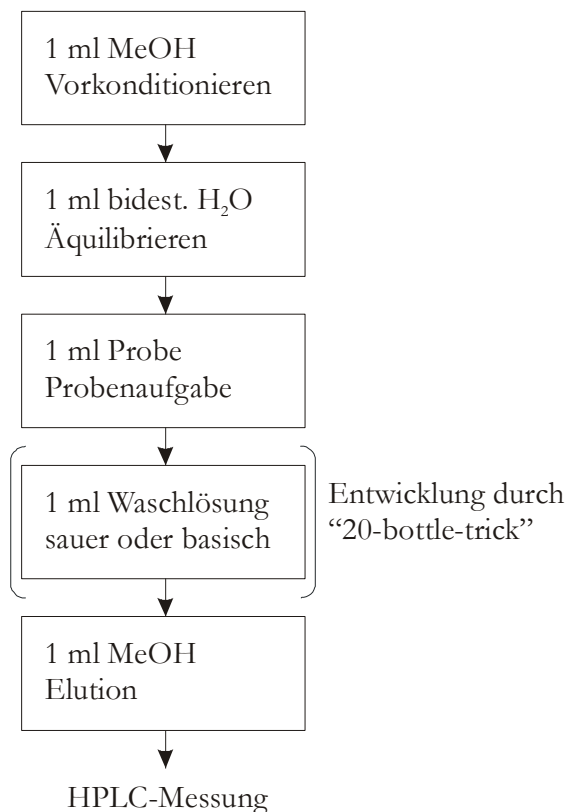 1 ml MeOH
Vorkonditionieren
1 ml bidest. H₂O
Äquilibrieren
1 ml Probe
Probenaufgabe
1 ml Waschlösung
sauer oder basisch
Entwicklung durch
“20-bottle-trick”
1 ml MeOH
Elution
HPLC-Messung